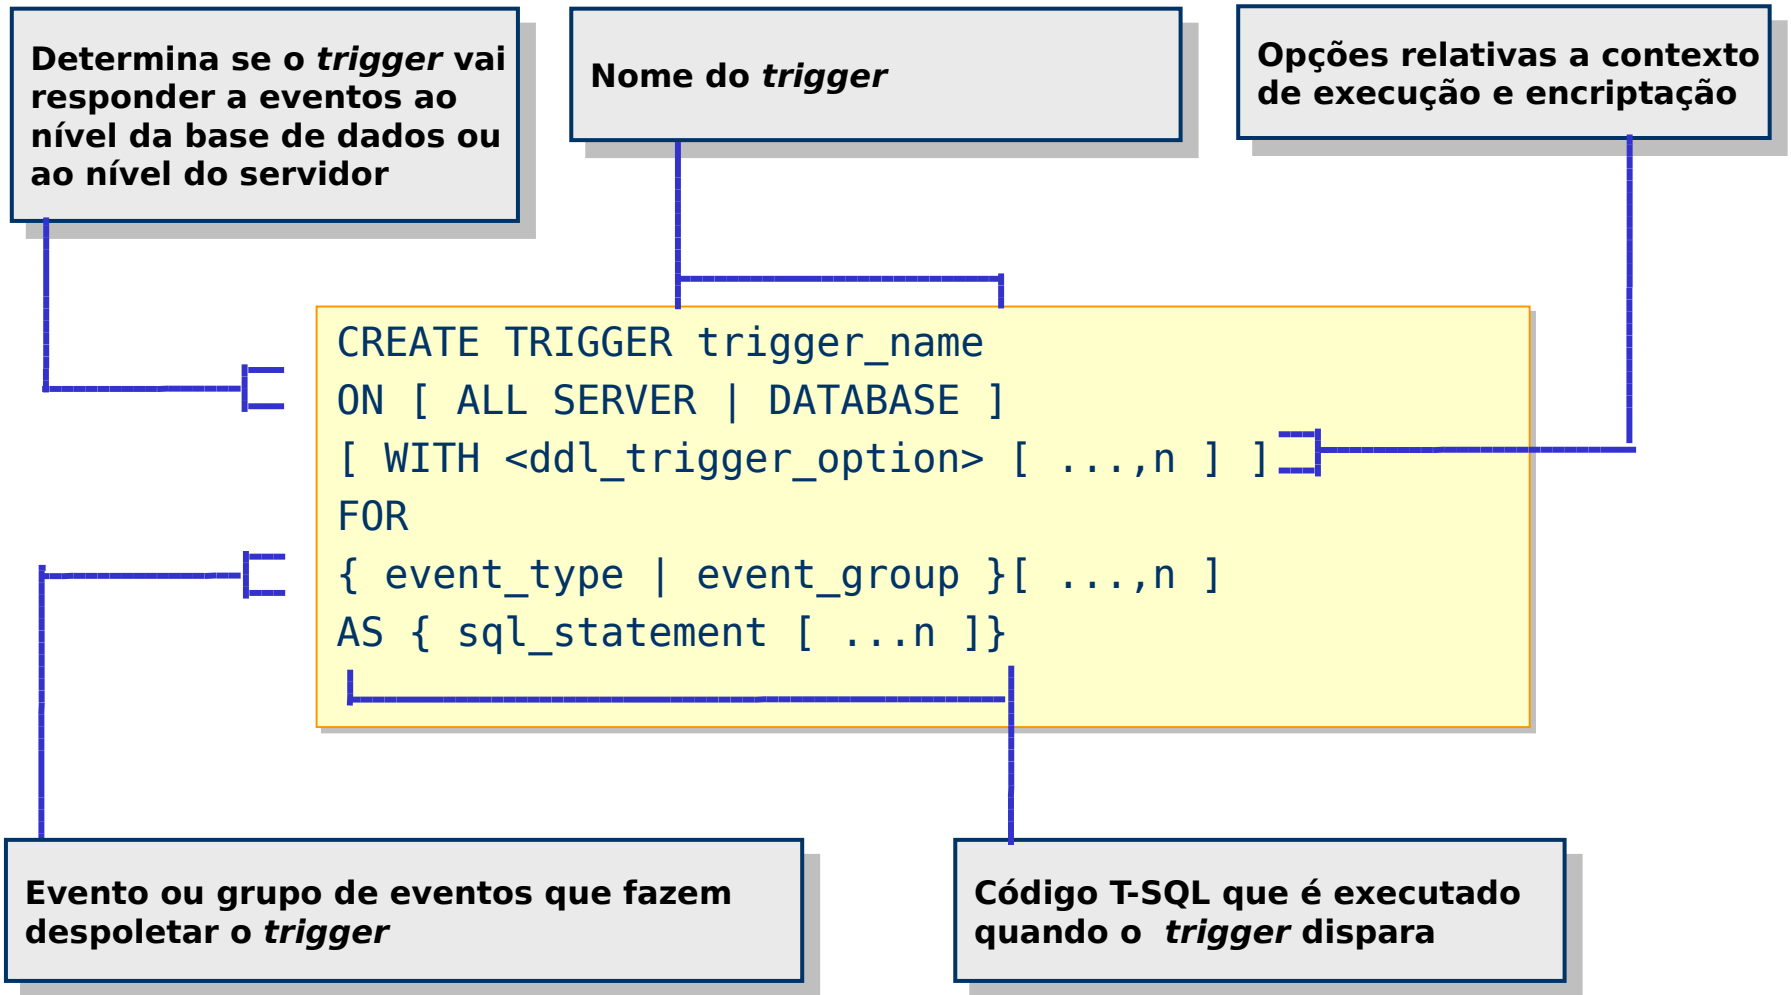 Determina se o trigger vai
responder a eventos ao
nível da base de dados ou
ao nível do servidor
Nome do trigger
Opções relativas a contexto
de execução e encriptação
CREATE TRIGGER trigger_name
ON [ ALL SERVER | DATABASE ]
[ WITH <ddl_trigger_option> [ ...,n ] ]
FOR
{ event_type | event_group }[ ...,n ]
AS { sql_statement [ ...n ]}
Evento ou grupo de eventos que fazem
despoletar o trigger
Código T-SQL que é executado
quando o  trigger dispara